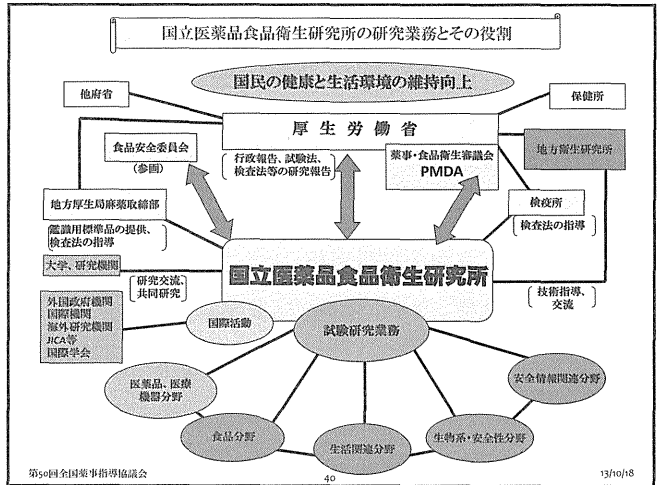 国立医薬品食品衛生研究所の研究業務とその役割
国民の健康と生活環境の維持向上
他府省
保健所
厚生労働省
食品安全委員会
(参画)
行政報告、試験法、
検査法等の研究報告
薬事・食品衛生審議会
PMDA
地方衛生研究所
地方厚生局麻薬取締部
鑑識用標準品の提供、
検査法の指導
検疫所
検査法の指導
大学、研究機関
国立医薬品食品衛生研究所
研究交流、
共同研究
技術指導、
交流
外国政府機関
国際機関
海外研究機関
JICA等
国際学会
国際活動
試験研究業務
医薬品、医療
機器分野
安全情報関連分野
食品分野
生活関連分野
生物系・安全性分野
第50回全国薬事指導協議会
40
13/10/18